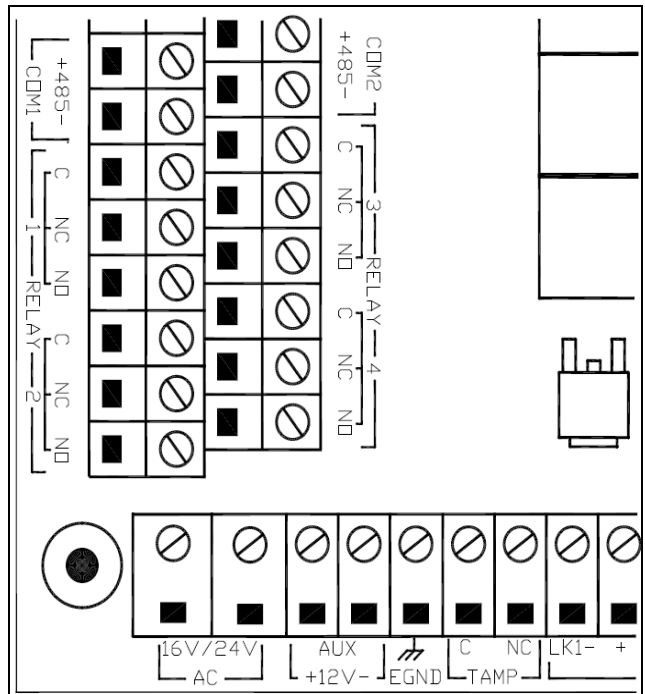 +485-
COM1
C
NC
NO
1
RELAY
C
NC
NO
2
COM2
+485-
C
NC
NO
3
RELAY
C
NC
NO
4
16V/24V AUX C NC LK1- +
AC +12V- EGND TAMP